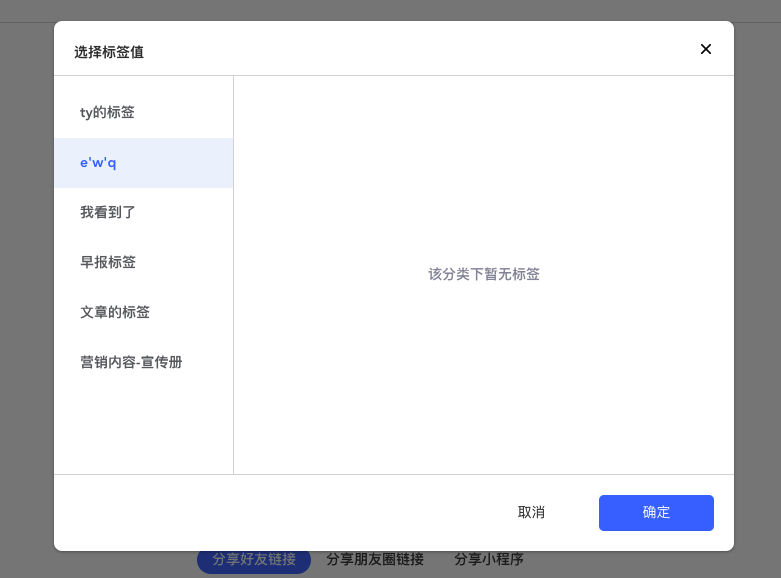 选择标签值
ty的标签
e'w'q
我看到了
早报标签
文章的标签
营销内容-宣传册
该分类下暂无标签
取消
确定
分享好友链接
分享朋友圈链接
分享小程序